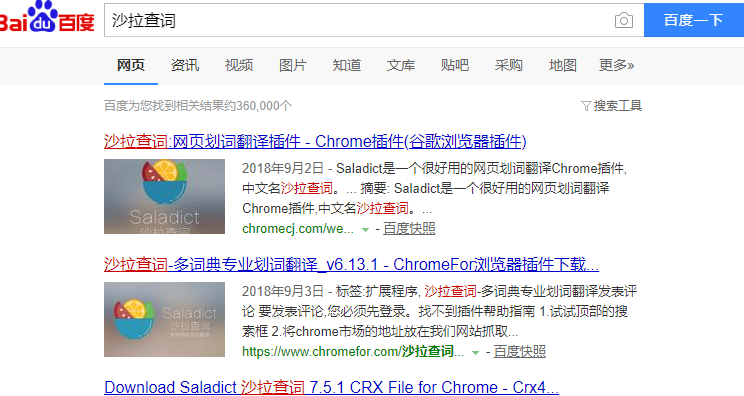 Bai du 百度 沙拉查词 百度一下
网页 资讯 视频 图片 知道 文库 贴吧 采购 地图 更多»
百度为您找到相关结果约360,000个 搜索工具
沙拉查词:网页划词翻译插件 - Chrome插件(谷歌浏览器插件)
2018年9月2日 - Saladict是一个很好用的网页划词翻译Chrome插件,
中文名沙拉查词。... 摘要: Saladict是一个很好用的网页划词翻译
Chrome插件,中文名沙拉查词。...
Saladict
沙拉查词
chromecj.com/we... - 百度快照
沙拉查词-多词典专业划词翻译_v6.13.1 - ChromeFor浏览器插件下载...
2018年9月3日 - 标签:扩展程序, 沙拉查词-多词典专业划词翻译发表评
论 要发表评论,您必须先登录。找不到插件帮助指南 1.试试顶部的搜
索框 2.将chrome市场的地址放在我们网站抓取...
Saladict
沙拉查词
https://www.chromefor.com/沙拉查词... - 百度快照
Download Saladict 沙拉查词 7.5.1 CRX File for Chrome - Crx4...